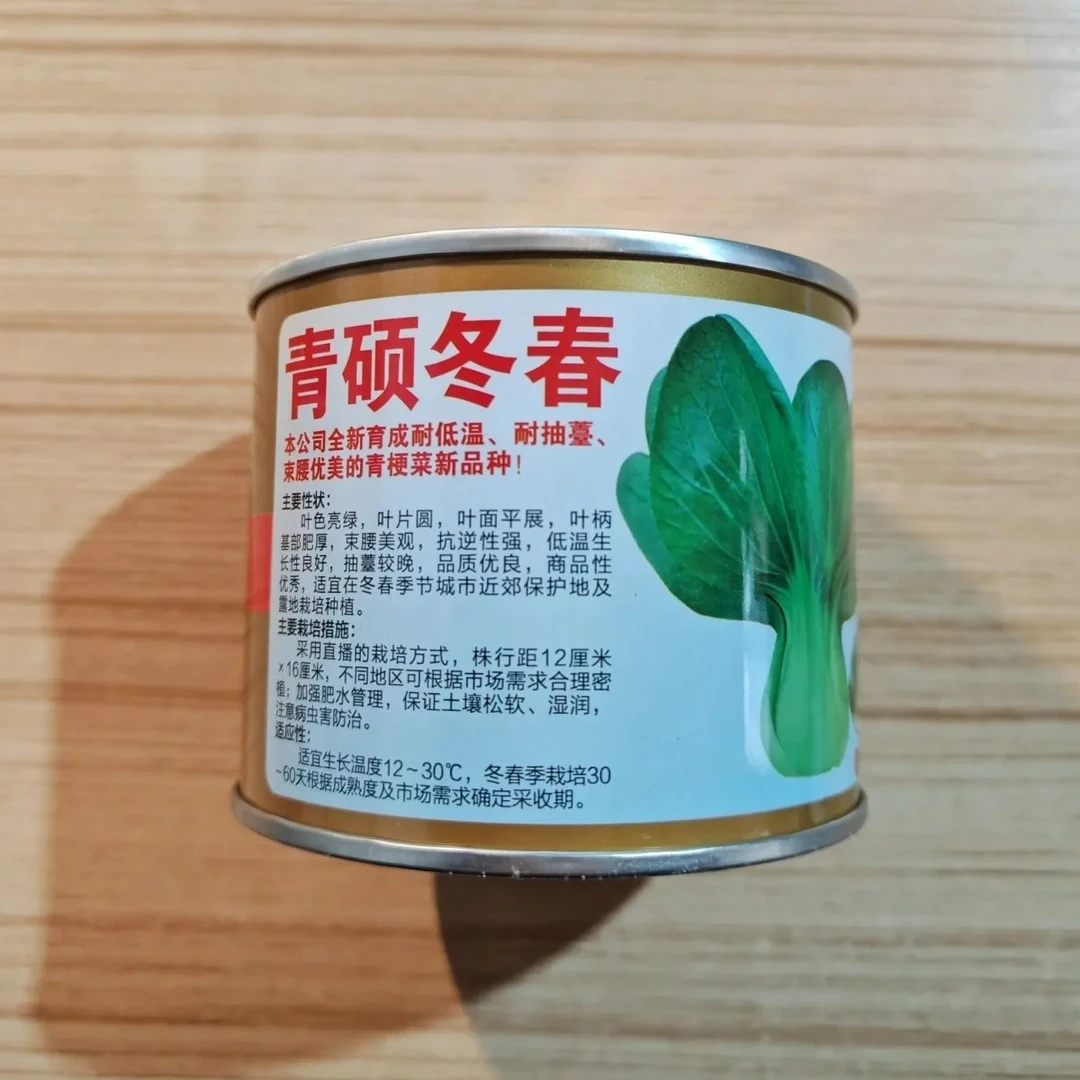 青硕冬春
本公司全新育成耐低温、耐抽薹、
束腰优美的青梗菜新品种！
主要性状：
叶色亮绿，叶片圆，叶面平展，叶柄
基部肥厚，束腰美观，抗逆性强，低温生
长性良好，抽薹较晚，品质优良，商品性
优秀，适宜在冬春季节城市近郊保护地及
露地栽培种植。
主要栽培措施：
采用直播的栽培方式，株行距12厘米
×16厘米，不同地区可根据市场需求合理密
植；加强肥水管理，保证土壤松软、湿润，
注意病虫害防治。
适应性：
适宜生长温度12～30℃，冬春季栽培30
~60天根据成熟度及市场需求确定采收期。